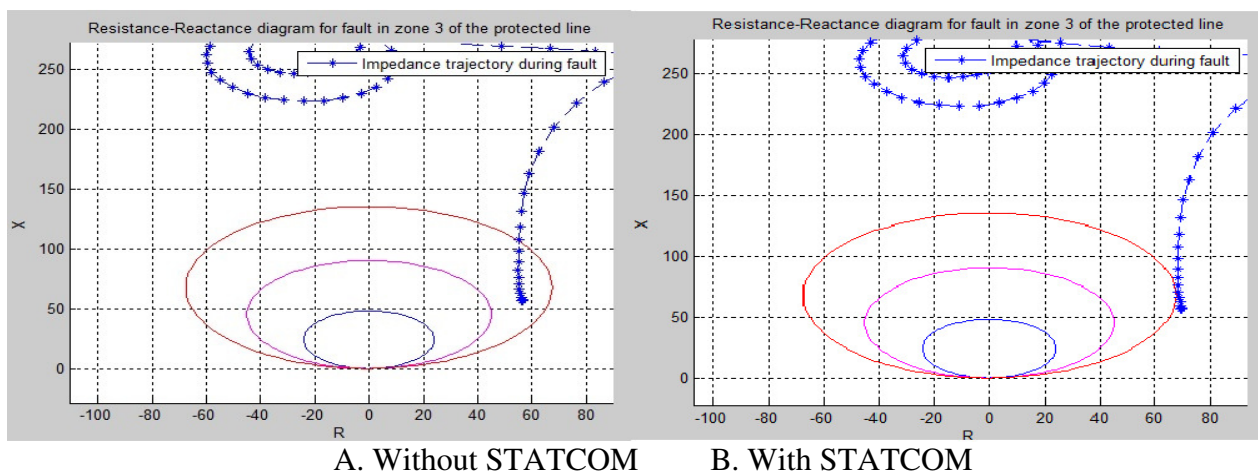 Resistance-Reactance diagram for fault in zone 3 of the protected line
Impedance trajectory during fault
250
200
150
100
50
0
X
-100 -80 -60 -40 -20 0 20 40 60 80
R
Resistance-Reactance diagram for fault in zone 3 of the protected line
Impedance trajectory during fault
250
200
150
100
50
0
X
-100 -80 -60 -40 -20 0 20 40 60 80
R
A. Without STATCOM B. With STATCOM